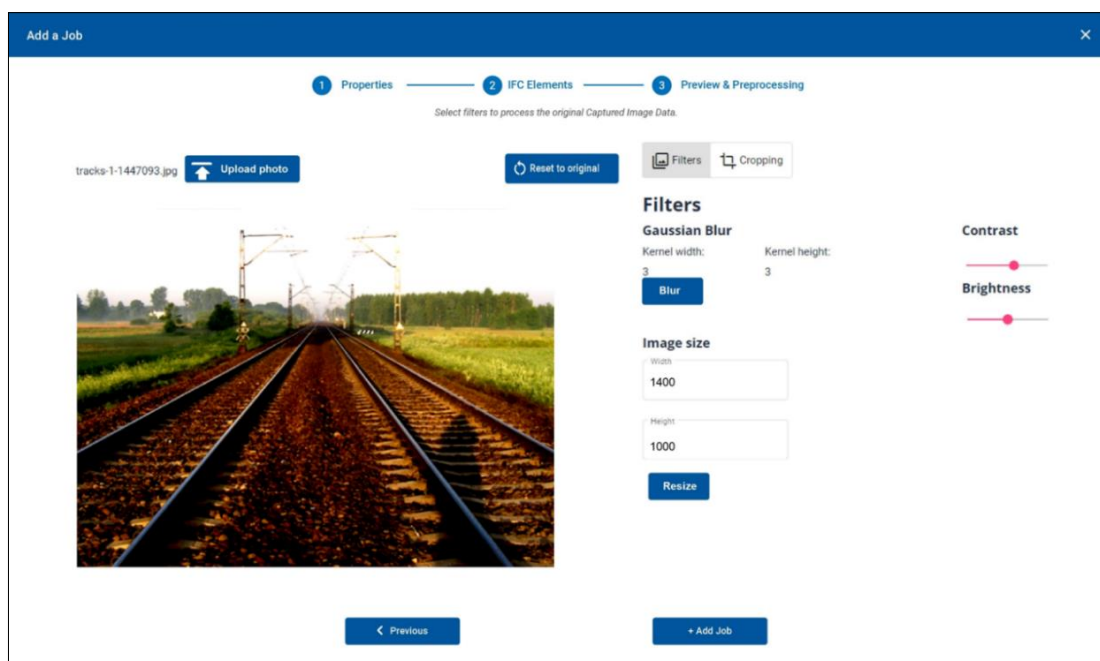 Add a Job
1 Properties 2 IFC Elements 3 Preview & Preprocessing
Select filters to process the original Captured Image Data.
tracks-1-1447093.jpg Upload photo Reset to original
Filters Cropping
Filters
Gaussian Blur
Kernel width: Kernel height:
3 3
Blur
Contrast
Brightness
Image size
Width
1400
Height
1000
Resize
Previous + Add Job